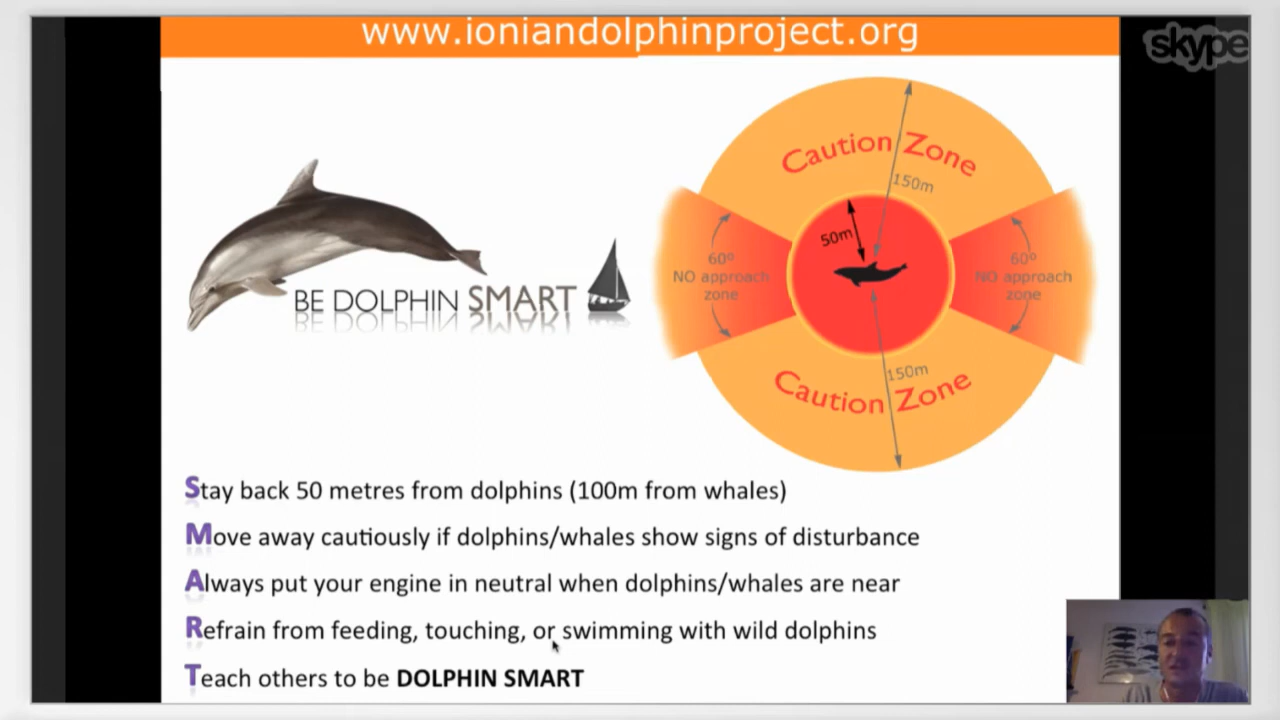 www.ioniandolphinproject.org
skype
Caution Zone
150m
50m
60º
NO approach
zone
60º
NO approach
zone
BE DOLPHIN SMART
150m
Caution Zone
Stay back 50 metres from dolphins (100m from whales)
Move away cautiously if dolphins/whales show signs of disturbance
Always put your engine in neutral when dolphins/whales are near
Refrain from feeding, touching, or swimming with wild dolphins
Teach others to be DOLPHIN SMART